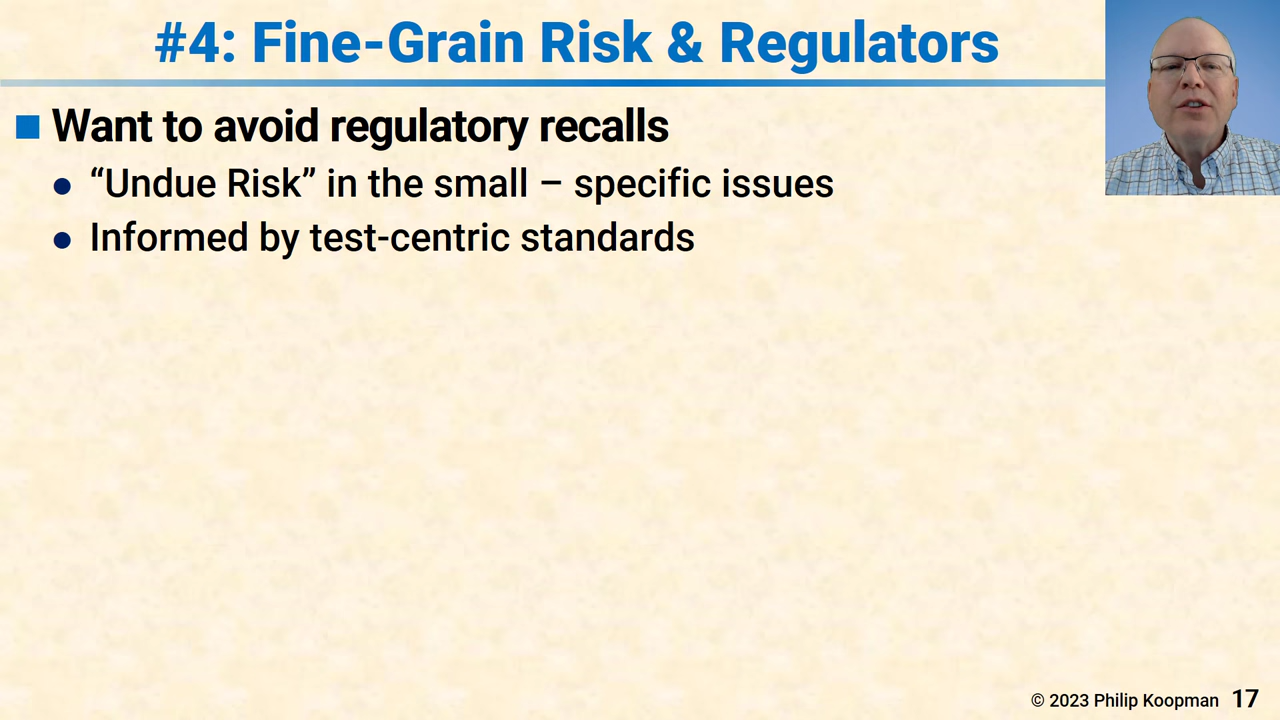 #4: Fine-Grain Risk & Regulators
Want to avoid regulatory recalls
“Undue Risk” in the small – specific issues
Informed by test-centric standards
© 2023 Philip Koopman 17